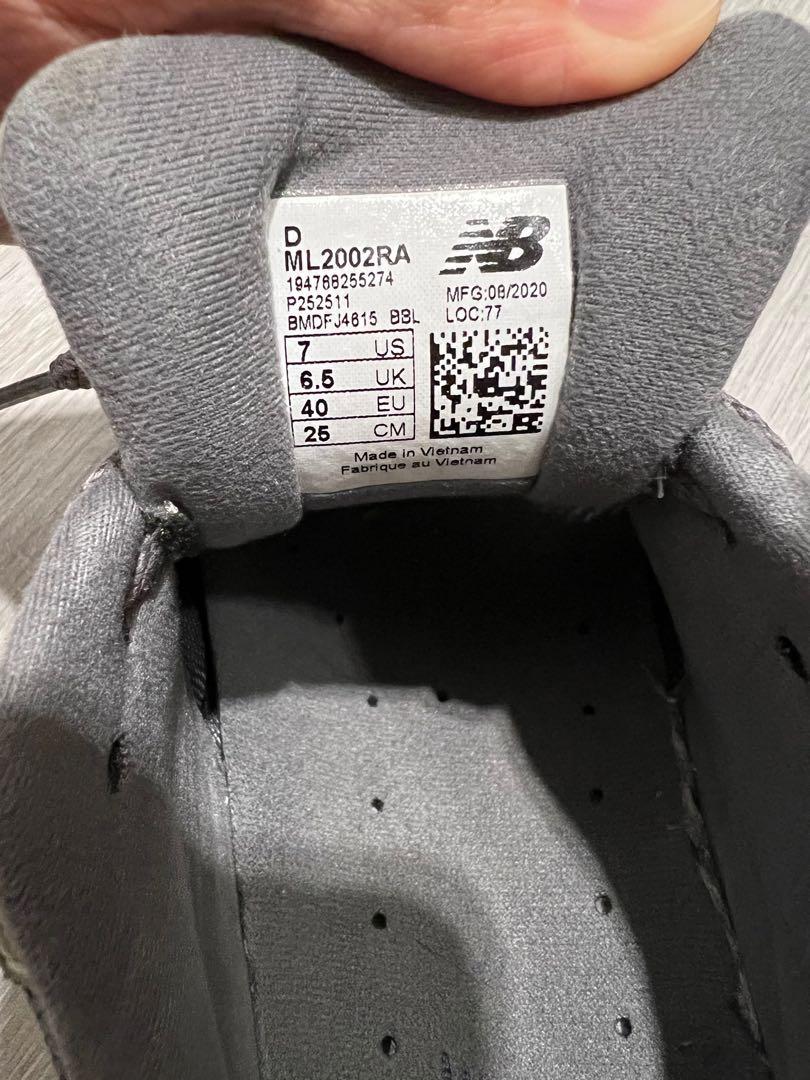 D
ML2002RA
NB
194768255274
P252511
MFG:08/2020
BMDFJ4615 BBL
LOC:77
7 US
6.5 UK
40 EU
25 CM
Made in Vietnam
Fabrique au Vietnam